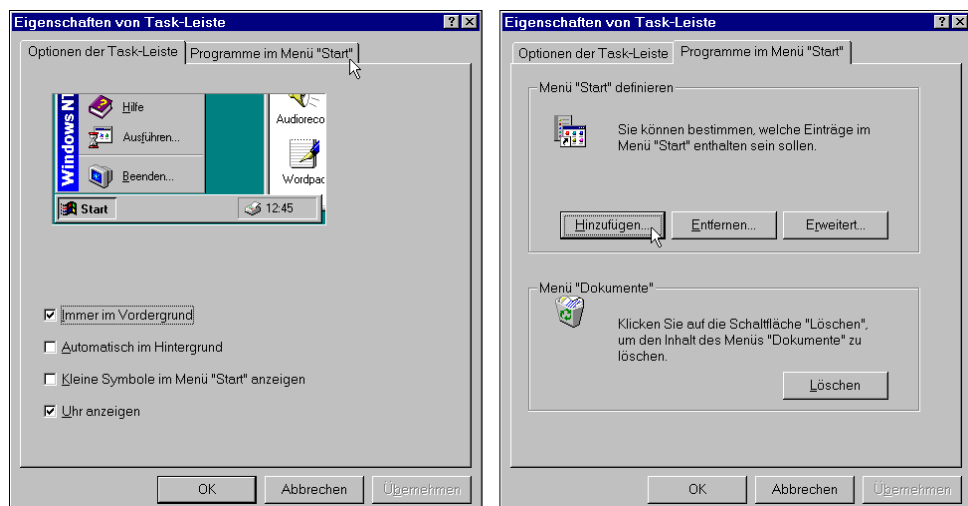 Eigenschaften von Task-Leiste
Optionen der Task-Leiste
Programme im Menü "Start"
Windows NT
Hilfe
Ausführen...
Beenden...
Audioreco
Wordpad
Start
12:45
Immer im Vordergrund
Automatisch im Hintergrund
Kleine Symbole im Menü "Start" anzeigen
Uhr anzeigen
OK
Abbrechen
Übernehmen
Eigenschaften von Task-Leiste
Optionen der Task-Leiste
Programme im Menü "Start"
Menü "Start" definieren
Sie können bestimmen, welche Einträge im
Menü "Start" enthalten sein sollen.
Hinzufügen...
Entfernen...
Erweitert...
Menü "Dokumente"
Klicken Sie auf die Schaltfläche "Löschen",
um den Inhalt des Menüs "Dokumente" zu
löschen.
Löschen
OK
Abbrechen
Übernehmen